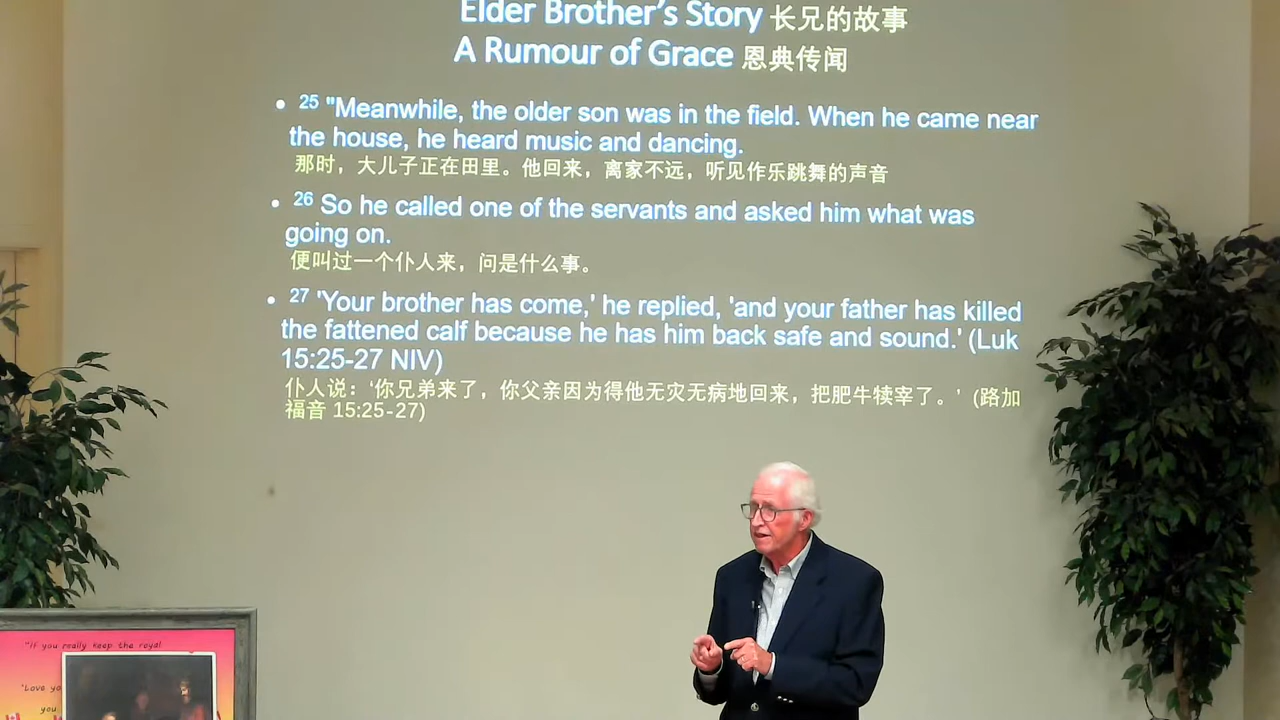 Elder Brother's Story 长兄的故事
A Rumour of Grace 恩典传闻
• 25 "Meanwhile, the older son was in the field. When he came near
the house, he heard music and dancing.
那时，大儿子正在田里。他回来，离家不远，听见作乐跳舞的声音
• 26 So he called one of the servants and asked him what was
going on.
便叫过一个仆人来，问是什么事。
• 27 'Your brother has come,' he replied, 'and your father has killed
the fattened calf because he has him back safe and sound.' (Luk
15:25-27 NIV)
仆人说：‘你兄弟来了，你父亲因为得他无灾无病地回来，把肥牛犊宰了。’ (路加
福音 15:25-27)
"If you really keep the royal
'Love yo
you